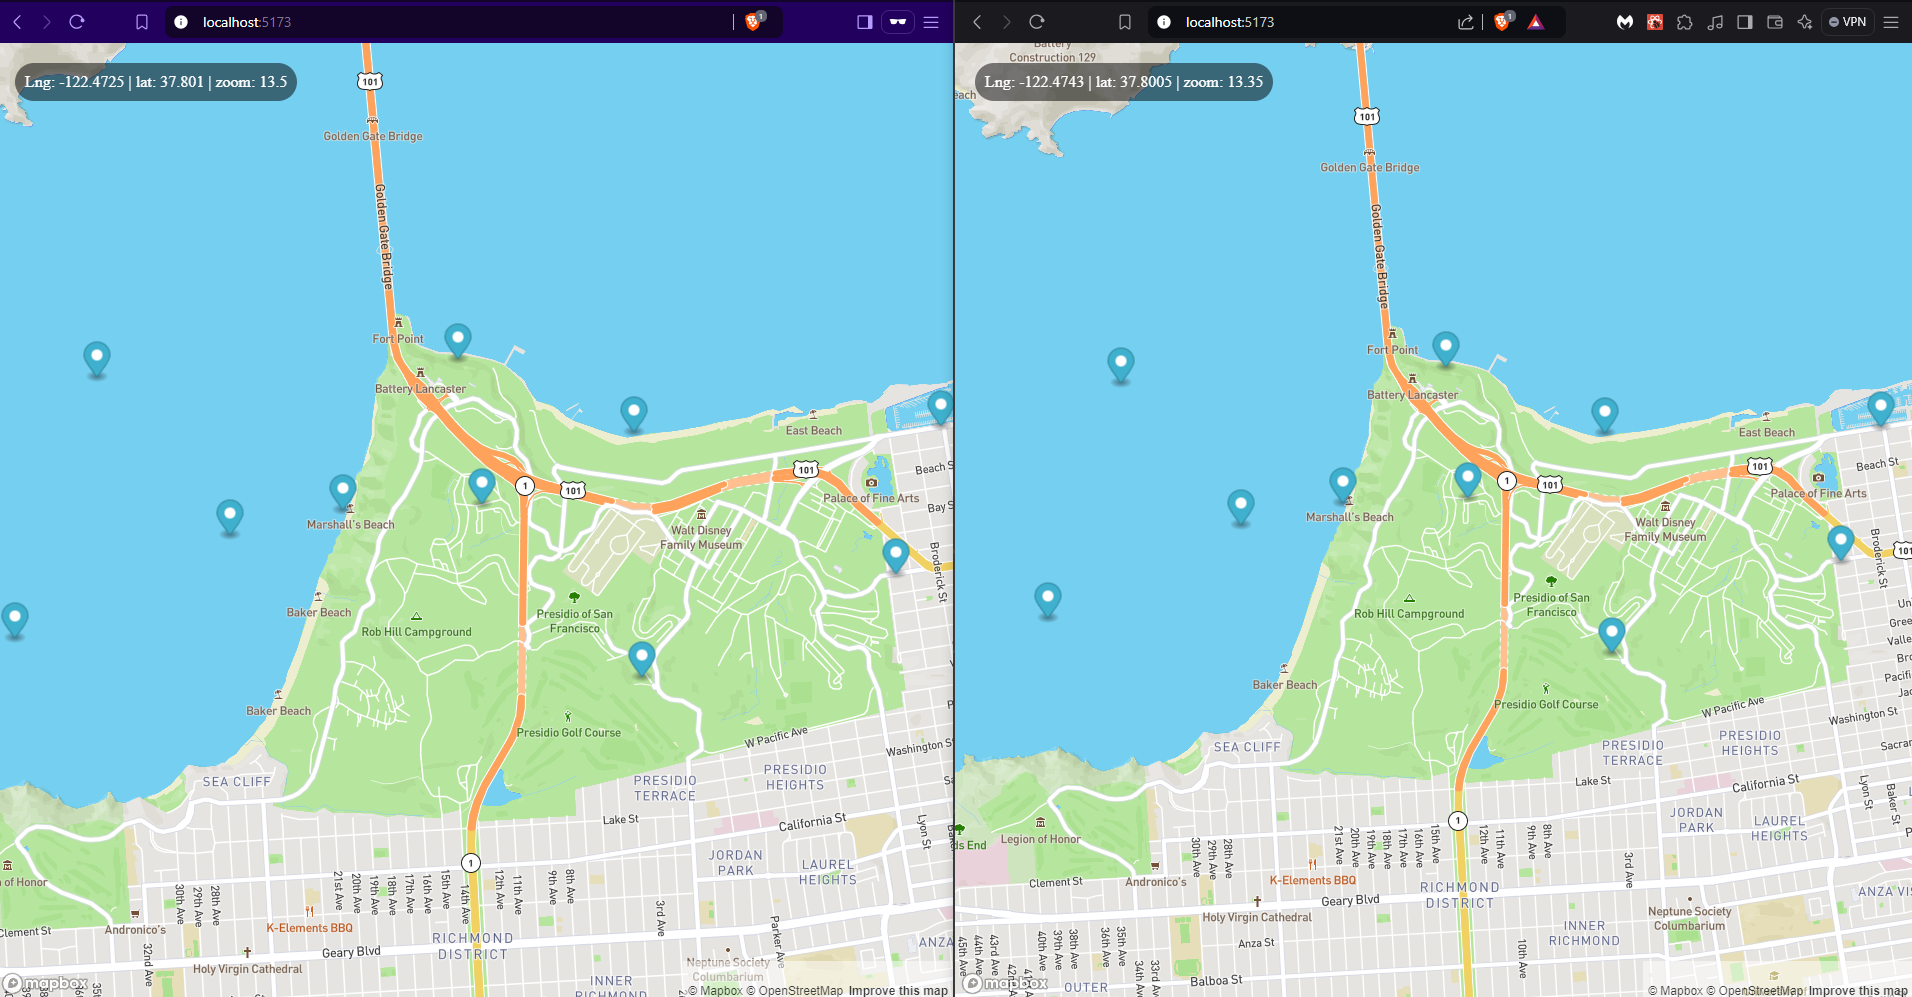 localhost:5173
1
Lng: -122.4725 | lat: 37.801 | zoom: 13.5
101
Golden Gate Bridge
Golden Gate Bridge
Fort Point
Battery Lancaster
East Beach
Beach S
101
Palace of Fine Arts
1
101
Bay S
Marshall's Beach
Walt Disney
Family Museum
Broderick St
Baker Beach
Presidio of San
Francisco
Rob Hill Campground
Baker Beach
Presidio Golf Course
W Pacific Ave
Washington S
SEA CLIFF
PRESIDIO
TERRACE
PRESIDIO
HEIGHTS
Lake St
California St
Lyon St
1
JORDAN
PARK
LAUREL
HEIGHTS
of Honor
30th Ave
29th Ave
28th Ave
21st Ave
20th Ave
19th Ave
18th Ave
17th Ave
16th Ave
15th Ave
14th Ave
12th Ave
11th Ave
9th Ave
8th Ave
3rd Ave
Parker Ave
Clement St
Andronico's
32nd Ave
K-Elements BBQ
Geary Blvd
RICHMOND
DISTRICT
Holy Virgin Cathedral
Neptune Society
Columbarium
ANZA
INNER
RICHMOND
mapbox
© Mapbox © OpenStreetMap Improve this map
localhost:5173
1
VPN
Battery
Construction 129
each
Lng: -122.4743 | lat: 37.8005 | zoom: 13.35
101
Golden Gate Bridge
Golden Gate Bridge
Fort Point
Battery Lancaster
East Beach
Beach St
101
Palace of Fine Arts
1
101
Marshall's Beach
Walt Disney
Family Museum
Broderick St
101
Rob Hill Campground
Presidio of San
Francisco
Un
Gree
Valle
Bro
Pacifi
Jac
Baker Beach
Presidio Golf Course
W Pacific Ave
Washington St
Sacrar
SEA CLIFF
PRESIDIO
TERRACE
PRESIDIO
HEIGHTS
Lake St
California St
Lyon St
Baker St
1
JORDAN
PARK
LAUREL
HEIGHTS
ds End
Legion of Honor
30th Ave
29th Ave
28th Ave
21st Ave
20th Ave
19th Ave
18th Ave
17th Ave
16th Ave
15th Ave
12th Ave
11th Ave
9th Ave
8th Ave
3rd Ave
Clement St
Andronico's
K-Elements BBQ
Geary Blvd
RICHMOND
DISTRICT
ANZA VIS
Holy Virgin Cathedral
Neptune Society
Columbarium
INNER
RICHMOND
45th Ave
44th Ave
43rd Ave
40th Ave
39th Ave
38th Ave
36th Ave
35th Ave
34th Ave
33rd Ave
10th Ave
Anza St
Balboa St
OUTER
mapbox
© Mapbox © OpenStreetMap Improve this map